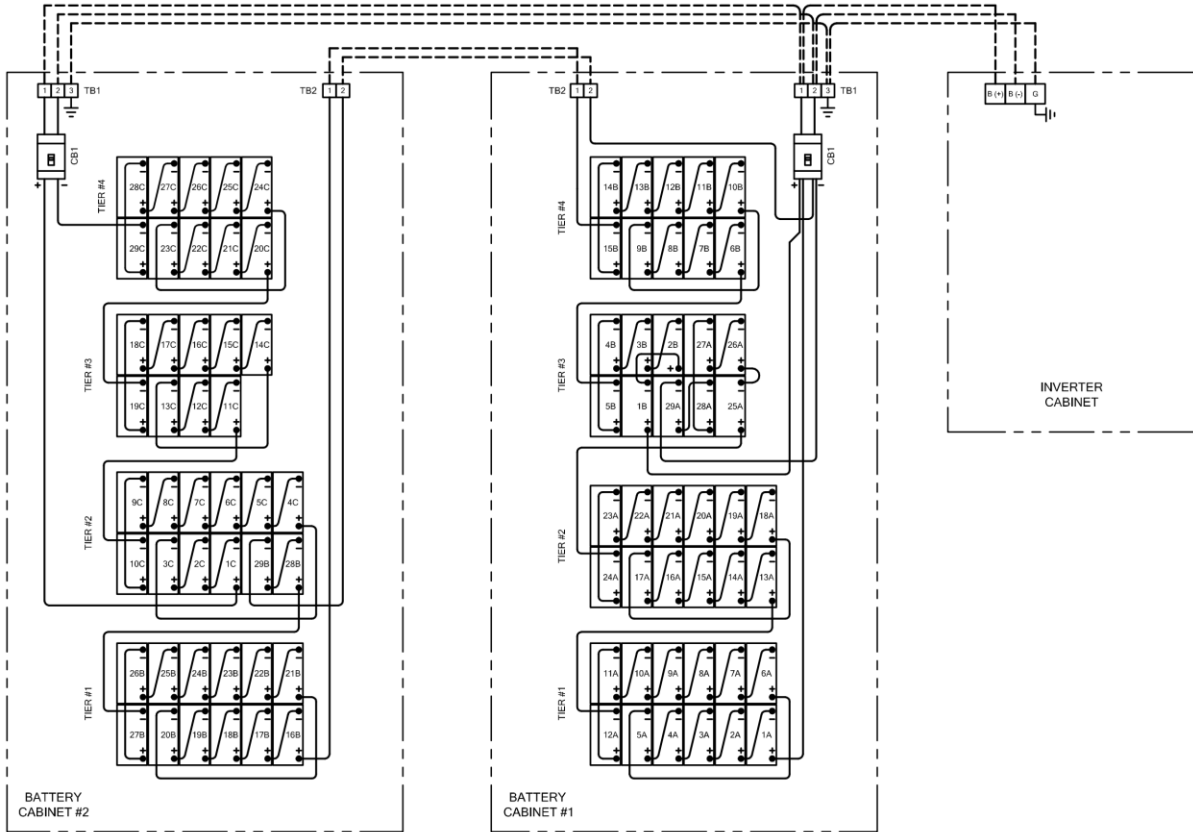 1 2 3 TB1
TB2 1 2
TB2 1 2
1 2 3 TB1
B (+) B (-) G
CB1
+ −
CB1
+ −
TIER #4
28C 27C 26C 25C 24C
29C 23C 22C 21C 20C
TIER #3
18C 17C 16C 15C 14C
19C 13C 12C 11C
TIER #2
9C 8C 7C 6C 5C 4C
10C 3C 2C 1C 29B 28B
TIER #1
26B 25B 24B 23B 22B 21B
27B 20B 19B 18B 17B 16B
BATTERY
CABINET #2
TIER #4
14B 13B 12B 11B 10B
15B 9B 8B 7B 6B
TIER #3
4B 3B 2B 27A 26A
5B 1B 29A 28A 25A
TIER #2
23A 22A 21A 20A 19A 18A
24A 17A 16A 15A 14A 13A
TIER #1
11A 10A 9A 8A 7A 6A
12A 5A 4A 3A 2A 1A
BATTERY
CABINET #1
INVERTER
CABINET